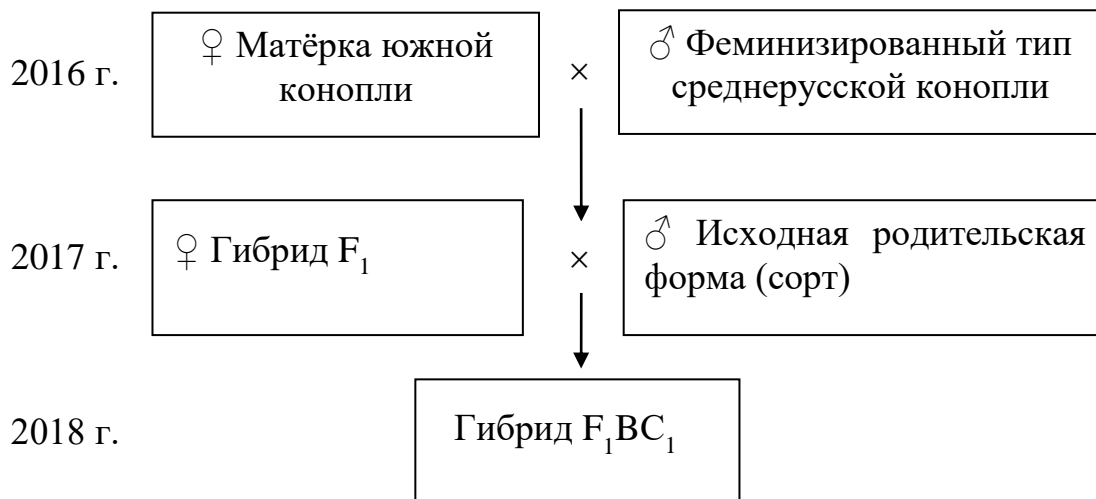 2016 г.
♀ Матёрка южной
конопли
×
♂ Феминизированный тип
среднерусской конопли
2017 г.
♀ Гибрид F₁
×
♂ Исходная родительская
форма (сорт)
2018 г.
Гибрид F₁BC₁